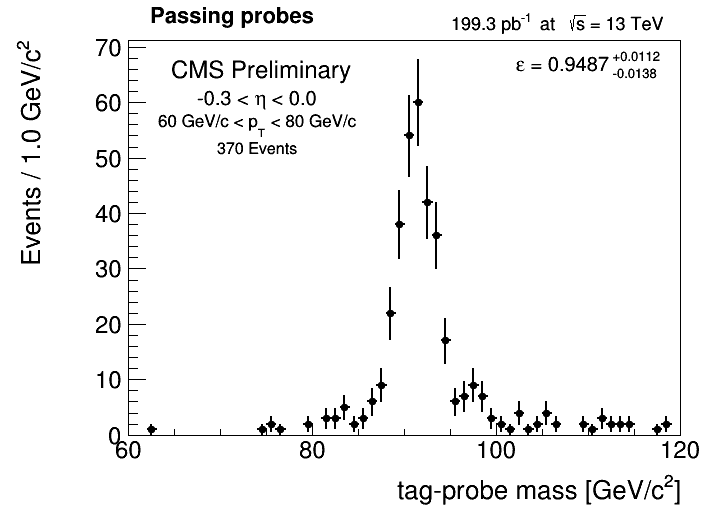 Passing probes
199.3 pb⁻¹ at √s = 13 TeV
CMS Preliminary
-0.3 < η < 0.0
60 GeV/c < p_T < 80 GeV/c
370 Events
ε = 0.9487 +0.0112 -0.0138
Events / 1.0 GeV/c²
70
60
50
40
30
20
10
0
60 80 100 120
tag-probe mass [GeV/c²]